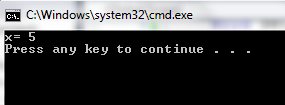 C:\Windows\system32\cmd.exe
x= 5
Press any key to continue . . .